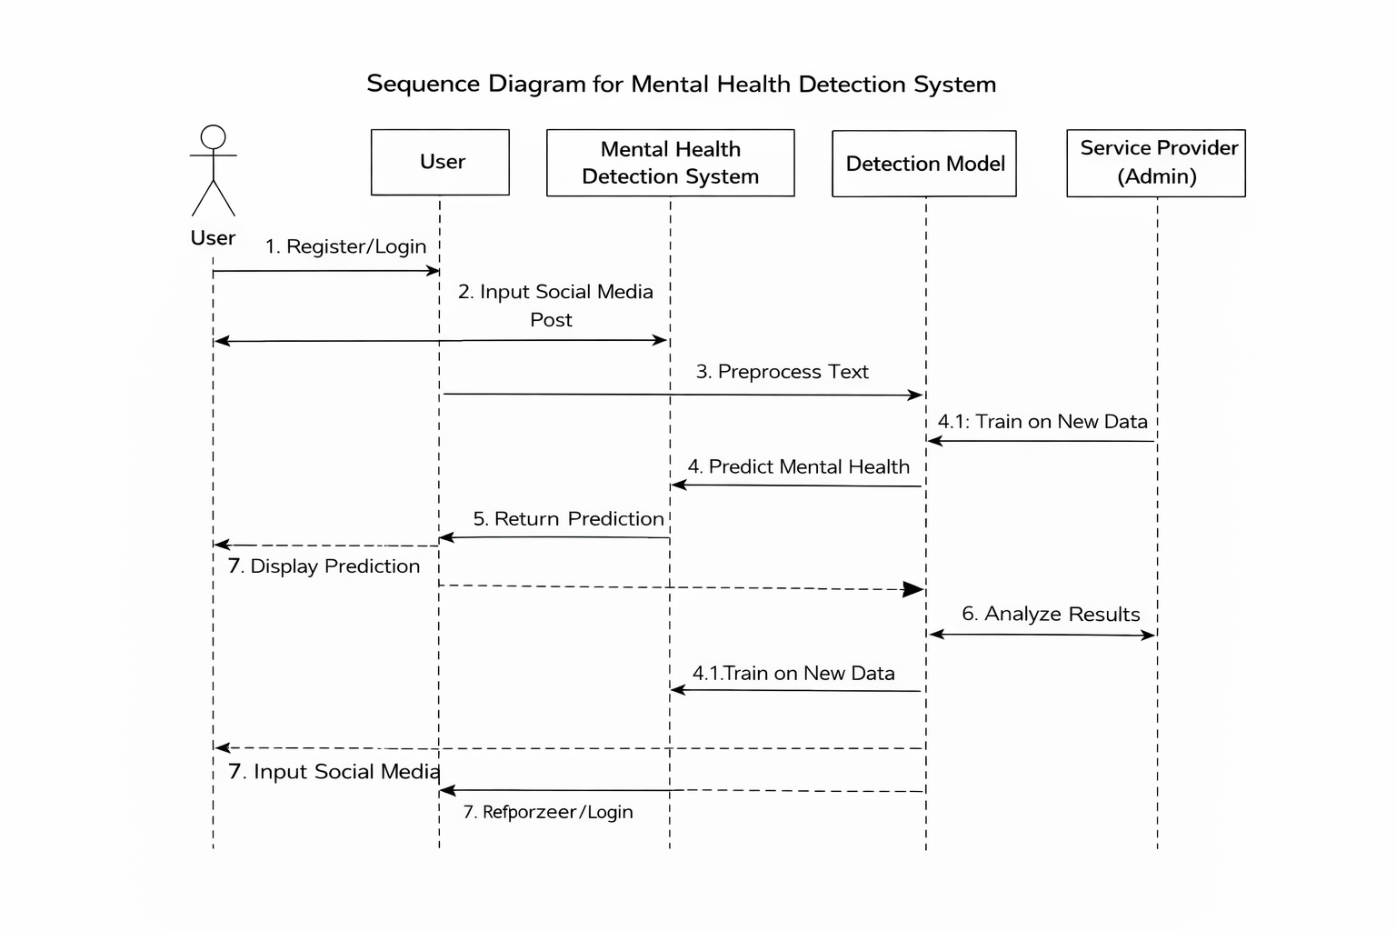 Sequence Diagram for Mental Health Detection System
User
User
Mental Health
Detection System
Detection Model
Service Provider
(Admin)
1. Register/Login
2. Input Social Media
Post
3. Preprocess Text
4.1: Train on New Data
4. Predict Mental Health
5. Return Prediction
7. Display Prediction
6. Analyze Results
4.1.Train on New Data
7. Input Social Media
7. Refporzeer/Login